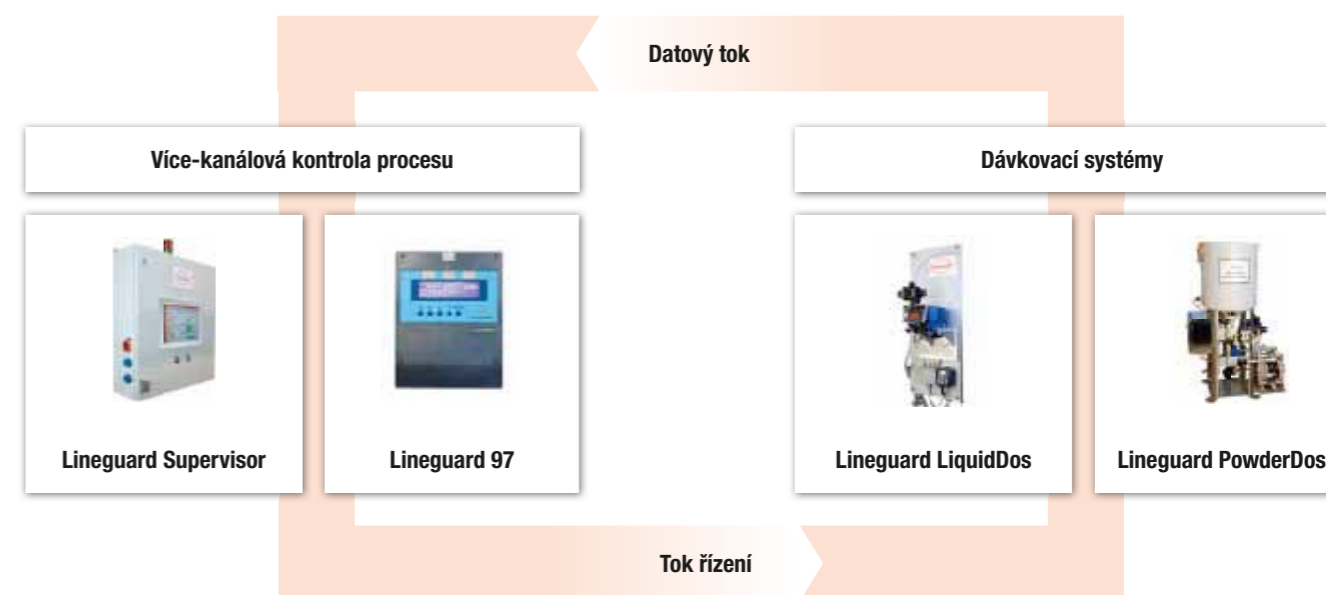 Datový tok
Více-kanálová kontrola procesu
Dávkovací systémy
Lineguard Supervisor
Lineguard 97
Lineguard LiquidDos
Lineguard PowderDos
Tok řízení